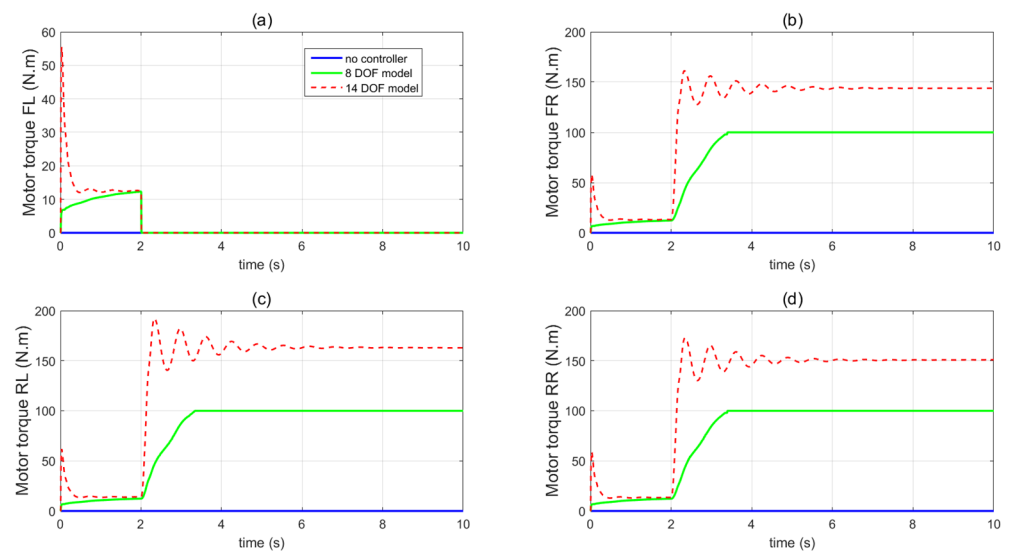 (a)
Motor torque FL (N.m)
60
50
40
30
20
10
0
no controller
8 DOF model
14 DOF model
0 2 4 6 8 10
time (s)
(b)
Motor torque FR (N.m)
200
150
100
50
0
0 2 4 6 8 10
time (s)
(c)
Motor torque RL (N.m)
200
150
100
50
0
0 2 4 6 8 10
time (s)
(d)
Motor torque RR (N.m)
200
150
100
50
0
0 2 4 6 8 10
time (s)